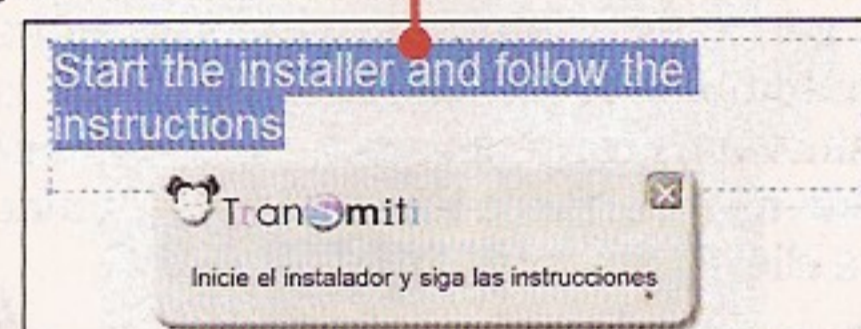 Start the installer and follow the
instructions
TranSmiti
Inicie el instalador y siga las instrucciones